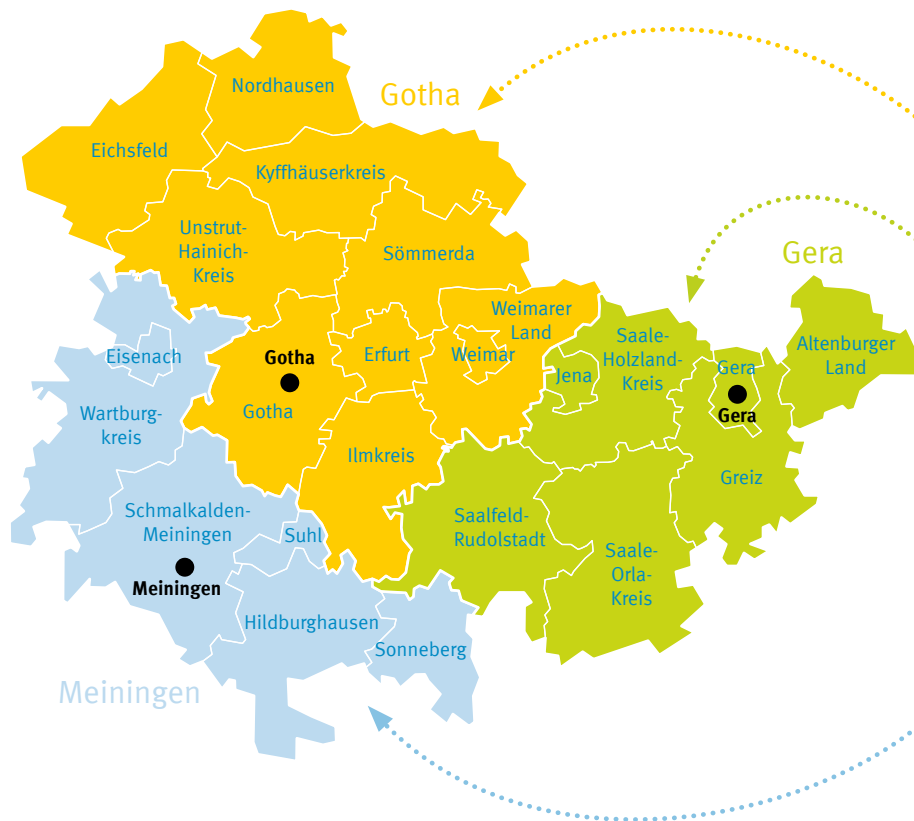 Nordhausen
Gotha
Eichsfeld
Kyffhäuserkreis
Unstrut-
Hainich-
Kreis
Sömmerda
Gera
Weimarer
Land
Saale-
Holzland-
Kreis
Altenburger
Land
Eisenach
Gotha
Erfurt
Weimar
Jena
Gera
Gotha
Gera
Wartburg-
kreis
Ilmkreis
Greiz
Schmalkalden-
Meiningen
Suhl
Saalfeld-
Rudolstadt
Saale-
Orla-
Kreis
Meiningen
Hildburghausen
Sonneberg
Meiningen